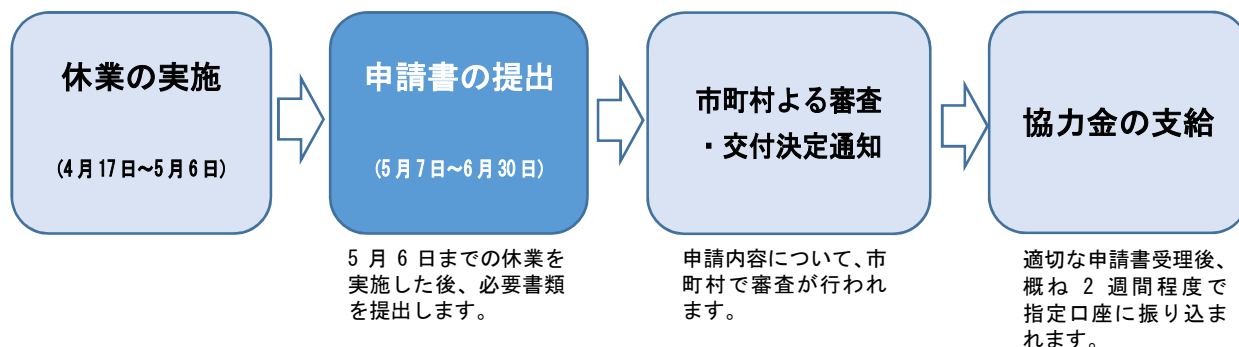 休業の実施
(4月17日～5月6日)
申請書の提出
(5月7日～6月30日)
市町村よる審査
・交付決定通知
協力金の支給
5 月 6 日までの休業を
実施した後、必要書類
を提出します。
申請内容について、市
町村で審査が行われ
ます。
適切な申請書受理後、
概ね 2 週間程度で
指定口座に振り込ま
れます。